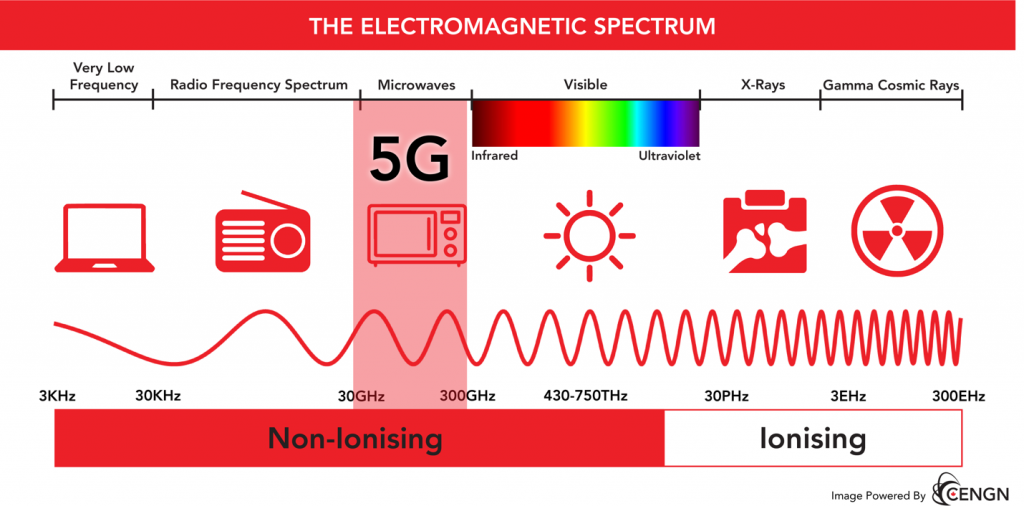 THE ELECTROMAGNETIC SPECTRUM
Very Low
Frequency
Radio Frequency Spectrum
Microwaves
Visible
X-Rays
Gamma Cosmic Rays
5G
Infrared
Ultraviolet
3KHz
30KHz
30GHz
300GHz
430-750THz
30PHz
3EHz
300EHz
Non-Ionising
Ionising
Image Powered By CENGN